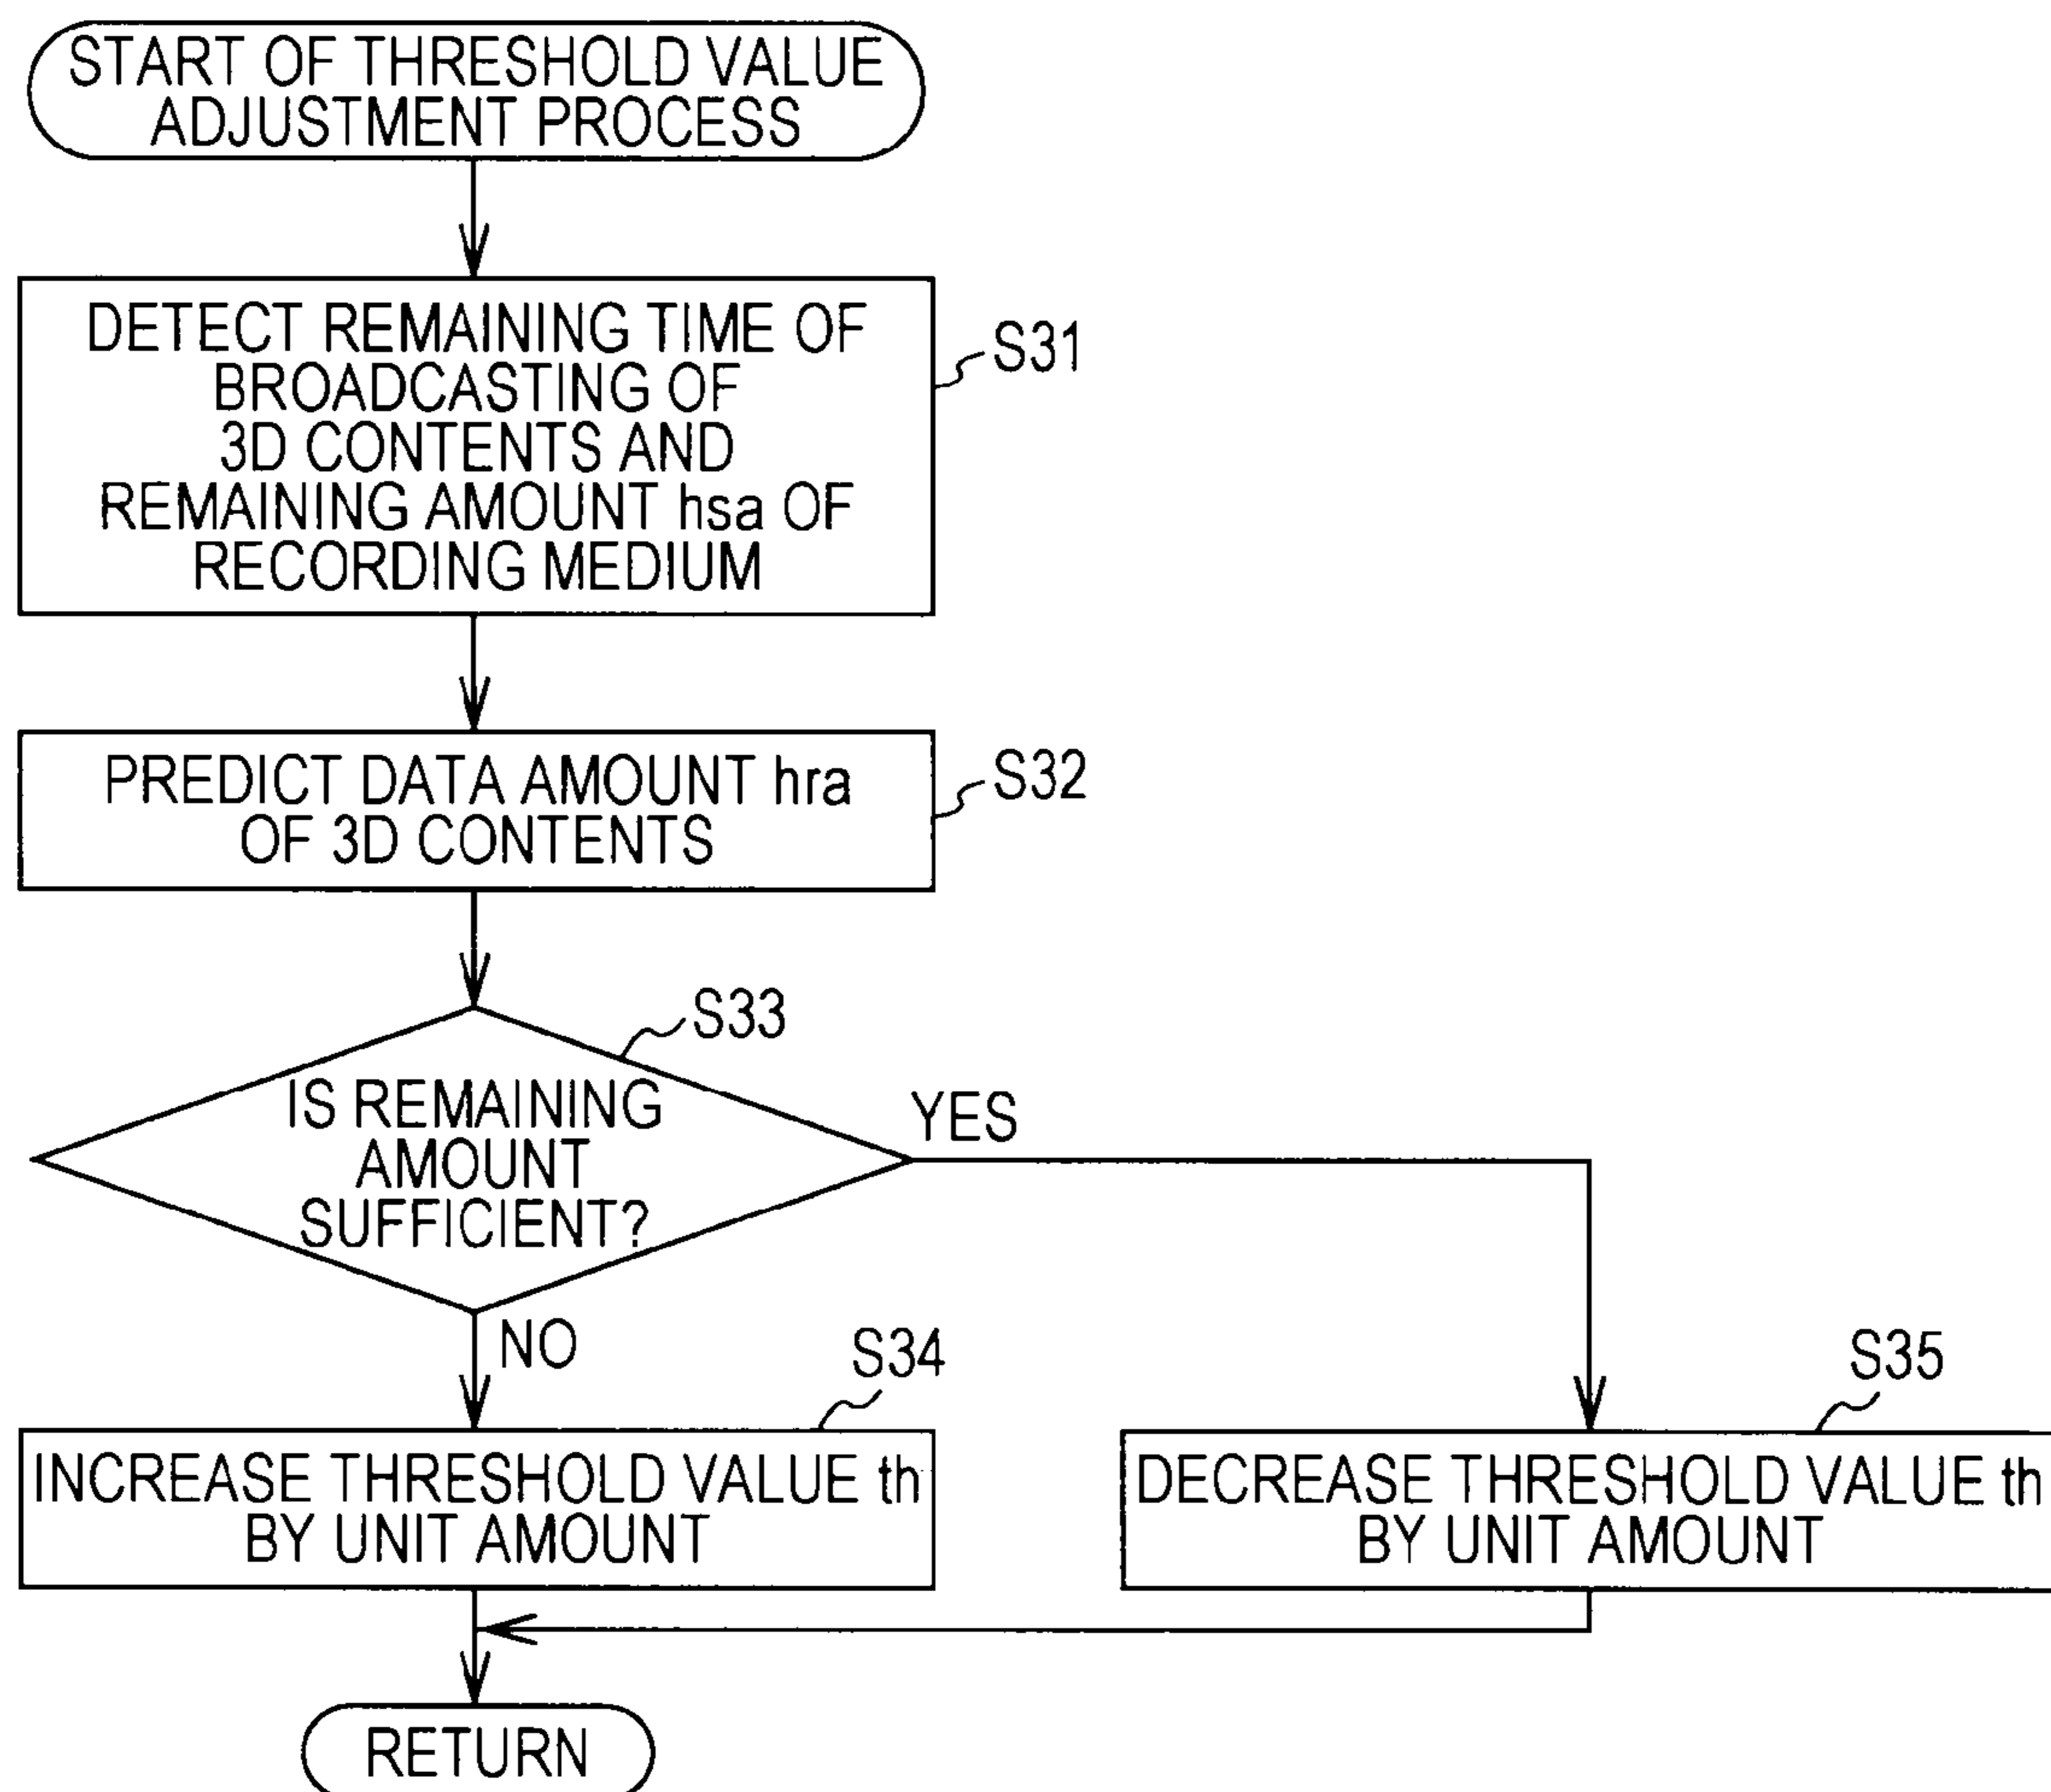 START OF THRESHOLD VALUE
ADJUSTMENT PROCESS
DETECT REMAINING TIME OF
BROADCASTING OF
3D CONTENTS AND
REMAINING AMOUNT hsa OF
RECORDING MEDIUM
S31
PREDICT DATA AMOUNT hra
OF 3D CONTENTS
S32
S33
IS REMAINING
AMOUNT
SUFFICIENT?
YES
NO
S34
INCREASE THRESHOLD VALUE th
BY UNIT AMOUNT
S35
DECREASE THRESHOLD VALUE th
BY UNIT AMOUNT
RETURN